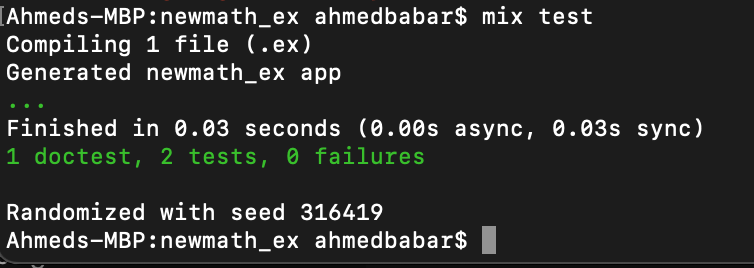 Ahmeds-MBP:newmath_ex ahmedbabar$ mix test
Compiling 1 file (.ex)
Generated newmath_ex app
...
Finished in 0.03 seconds (0.00s async, 0.03s sync)
1 doctest, 2 tests, 0 failures

Randomized with seed 316419
Ahmeds-MBP:newmath_ex ahmedbabar$